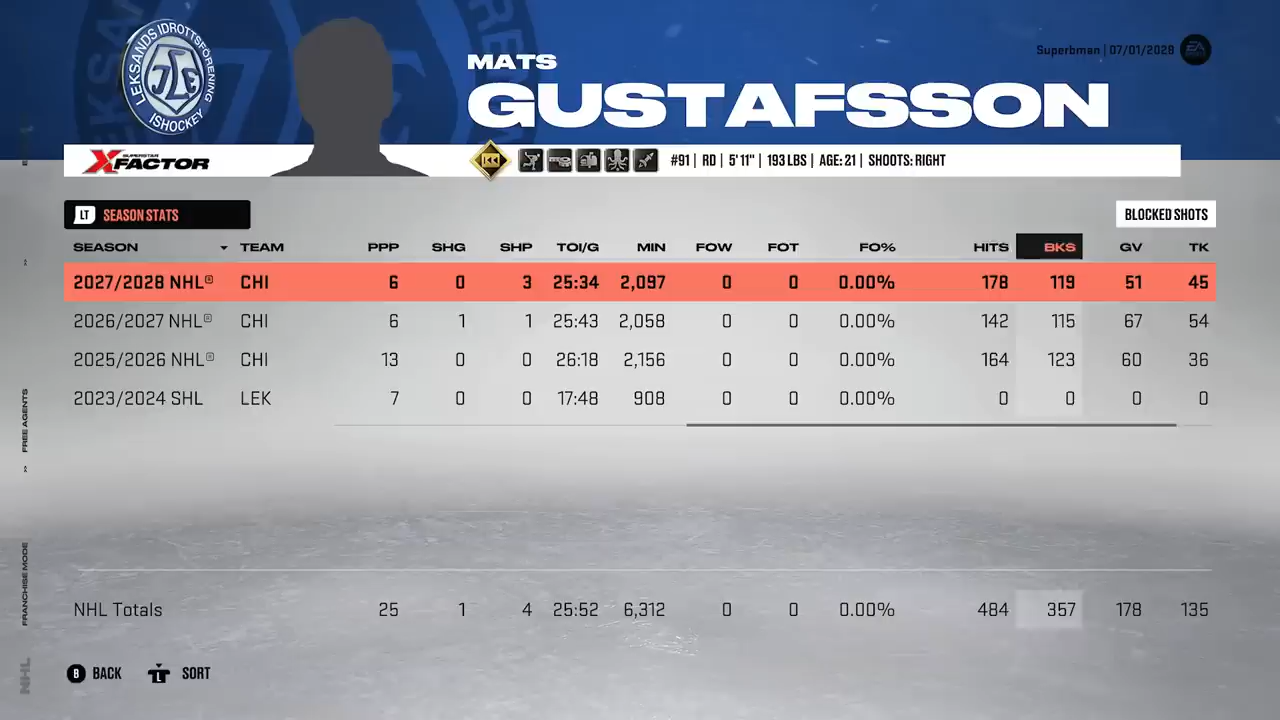 LEKSANDS IDROTTSFÖRENING
ISHOCKEY
MATS
GUSTAFSSON
Superbman | 07/01/2028
EA
SUPERSTAR
XFACTOR
#91 | RD | 5'11" | 193 LBS | AGE: 21 | SHOOTS: RIGHT
LT SEASON STATS
BLOCKED SHOTS
SEASON TEAM PPP SHG SHP TOI/G MIN FOW FOT FO% HITS BKS GV TK
2027/2028 NHL® CHI 6 0 3 25:34 2,097 0 0 0.00% 178 119 51 45
2026/2027 NHL® CHI 6 1 1 25:43 2,058 0 0 0.00% 142 115 67 54
2025/2026 NHL® CHI 13 0 0 26:18 2,156 0 0 0.00% 164 123 60 36
2023/2024 SHL LEK 7 0 0 17:48 908 0 0 0.00% 0 0 0 0
NHL Totals 25 1 4 25:52 6,312 0 0 0.00% 484 357 178 135
B BACK L SORT
FREE AGENTS
FRANCHISE MODE
NHL